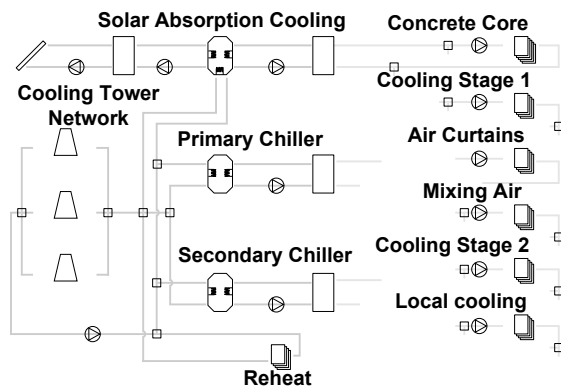 Solar Absorption Cooling
Concrete Core
Cooling Stage 1
Cooling Tower
Network
Primary Chiller
Air Curtains
Mixing Air
Secondary Chiller
Cooling Stage 2
Local cooling
Reheat